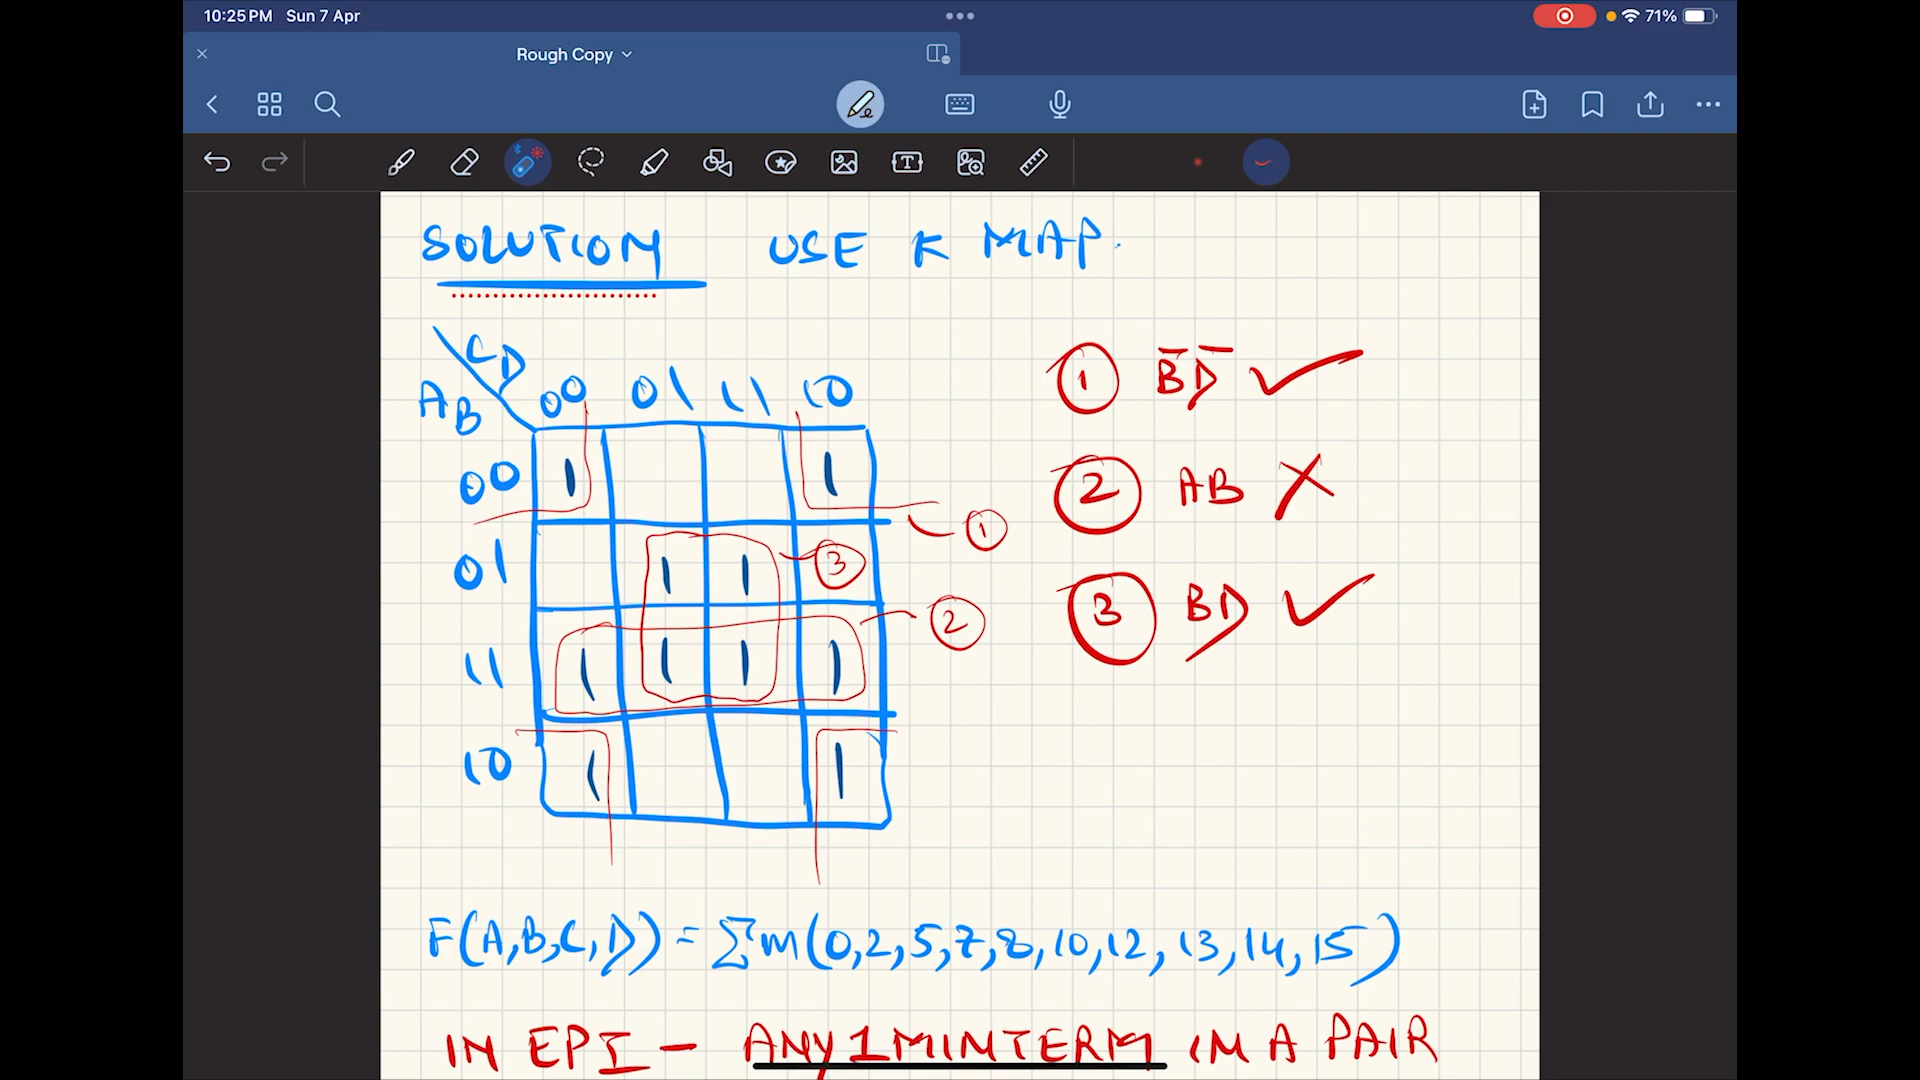 10:25 PM Sun 7 Apr
71%
Rough Copy
SOLUTION USE K MAP.
CD
AB
00 01 11 10
00 1 1
01 1 1
11 1 1 1 1
10 1 1
1
3
2
① B̅D̅ ✓
② AB X
③ BD ✓
F(A,B,C,D) = Σm(0,2,5,7,8,10,12,13,14,15)
IN EPI - ANY 1 MINTERM IN A PAIR